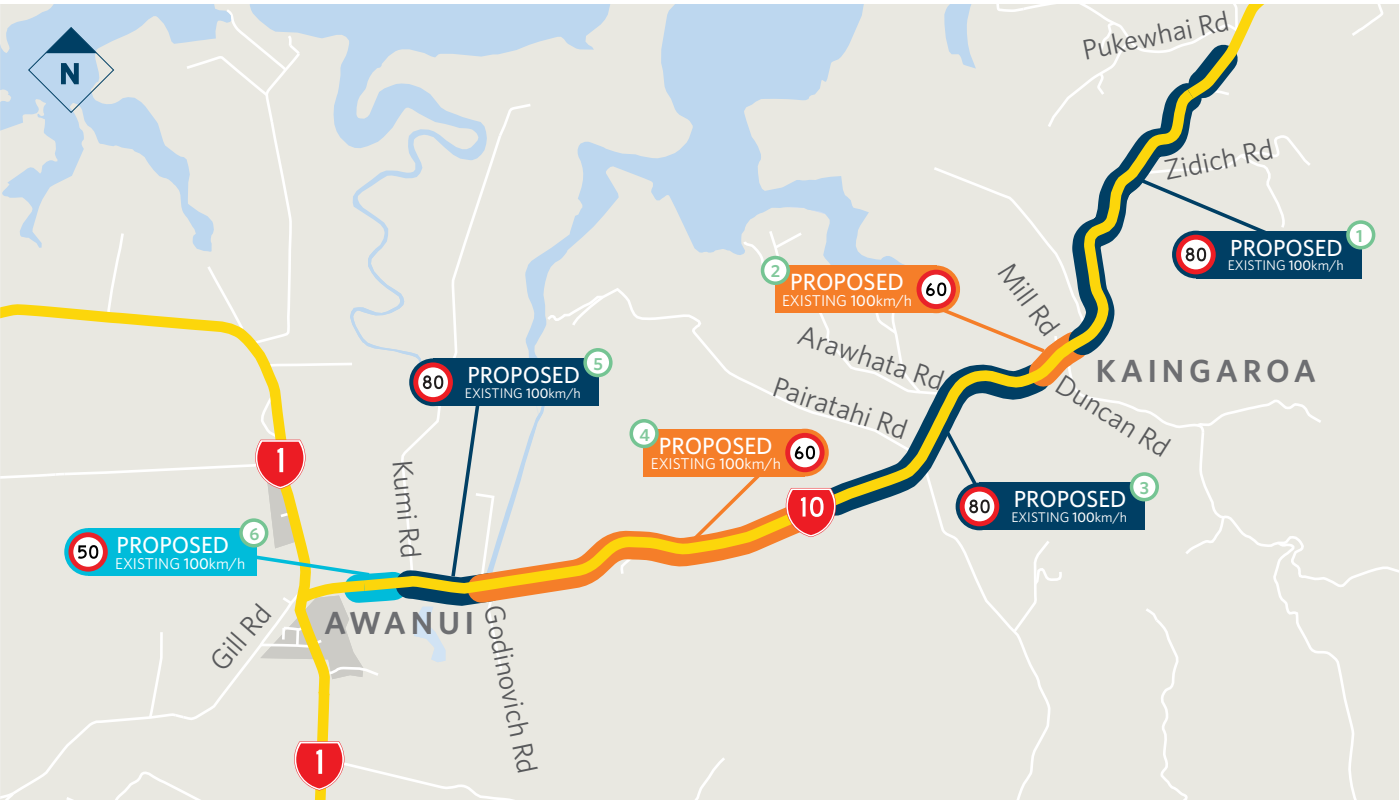 N
Pukewhai Rd
Zidich Rd
1
80
PROPOSED
EXISTING 100km/h
2
PROPOSED
EXISTING 100km/h
60
Mill Rd
Arawhata Rd
KAINGAROA
Pairatahi Rd
Duncan Rd
5
80
PROPOSED
EXISTING 100km/h
4
PROPOSED
EXISTING 100km/h
60
1
10
3
80
PROPOSED
EXISTING 100km/h
Kumi Rd
6
50
PROPOSED
EXISTING 100km/h
AWANUI
Gill Rd
Godinovich Rd
1